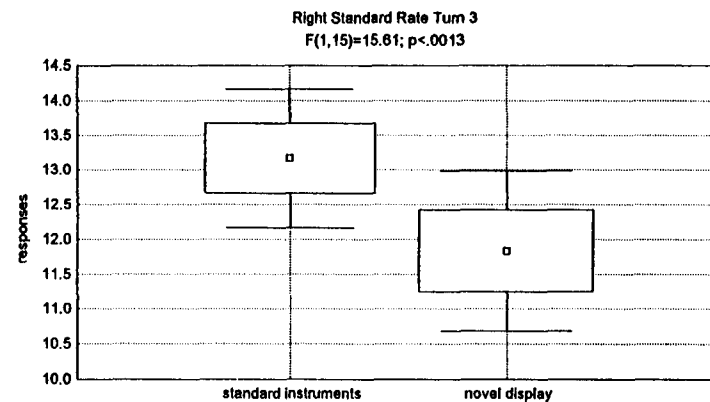 Right Standard Rate Turn 3
F(1,15)=15.61; p<.0013
responses
14.5
14.0
13.5
13.0
12.5
12.0
11.5
11.0
10.5
10.0
standard instruments
novel display